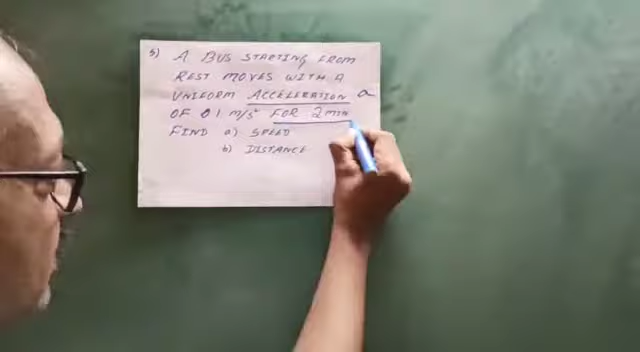 5) A BUS STARTING FROM
REST MOVES WITH A
UNIFORM ACCELERATION a
OF 0.1 m/s² FOR 2 min
FIND a) SPEED
b) DISTANCE